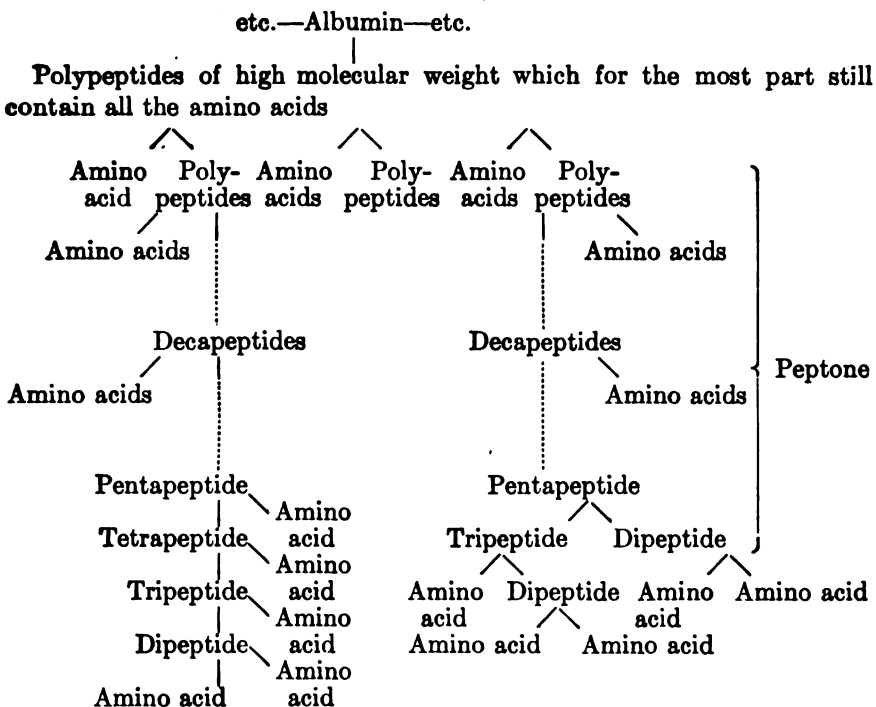 etc.—Albumin—etc.
Polypeptides of high molecular weight which for the most part still
contain all the amino acids
Amino Poly- Amino Poly- Amino Poly-
acid peptides acids peptides acids peptides
Amino acids Amino acids
Decapeptides Decapeptides
Peptone
Amino acids Amino acids
Pentapeptide Pentapeptide
Amino
Tetrapeptide acid Tripeptide Dipeptide
Amino
Tripeptide acid Amino Dipeptide Amino Amino acid
Amino acid acid
Dipeptide acid Amino acid Amino acid
Amino
Amino acid acid